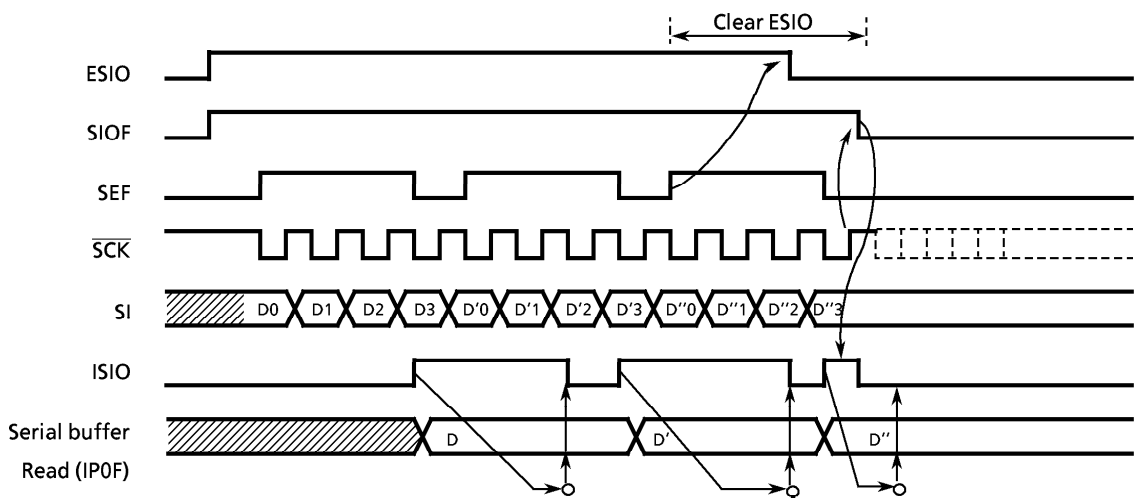 Clear ESIO
ESIO
SIOF
SEF
SCK
SI D0 D1 D2 D3 D'0 D'1 D'2 D'3 D''0 D''1 D''2 D''3
ISIO
Serial buffer D D' D''
Read (IP0F)